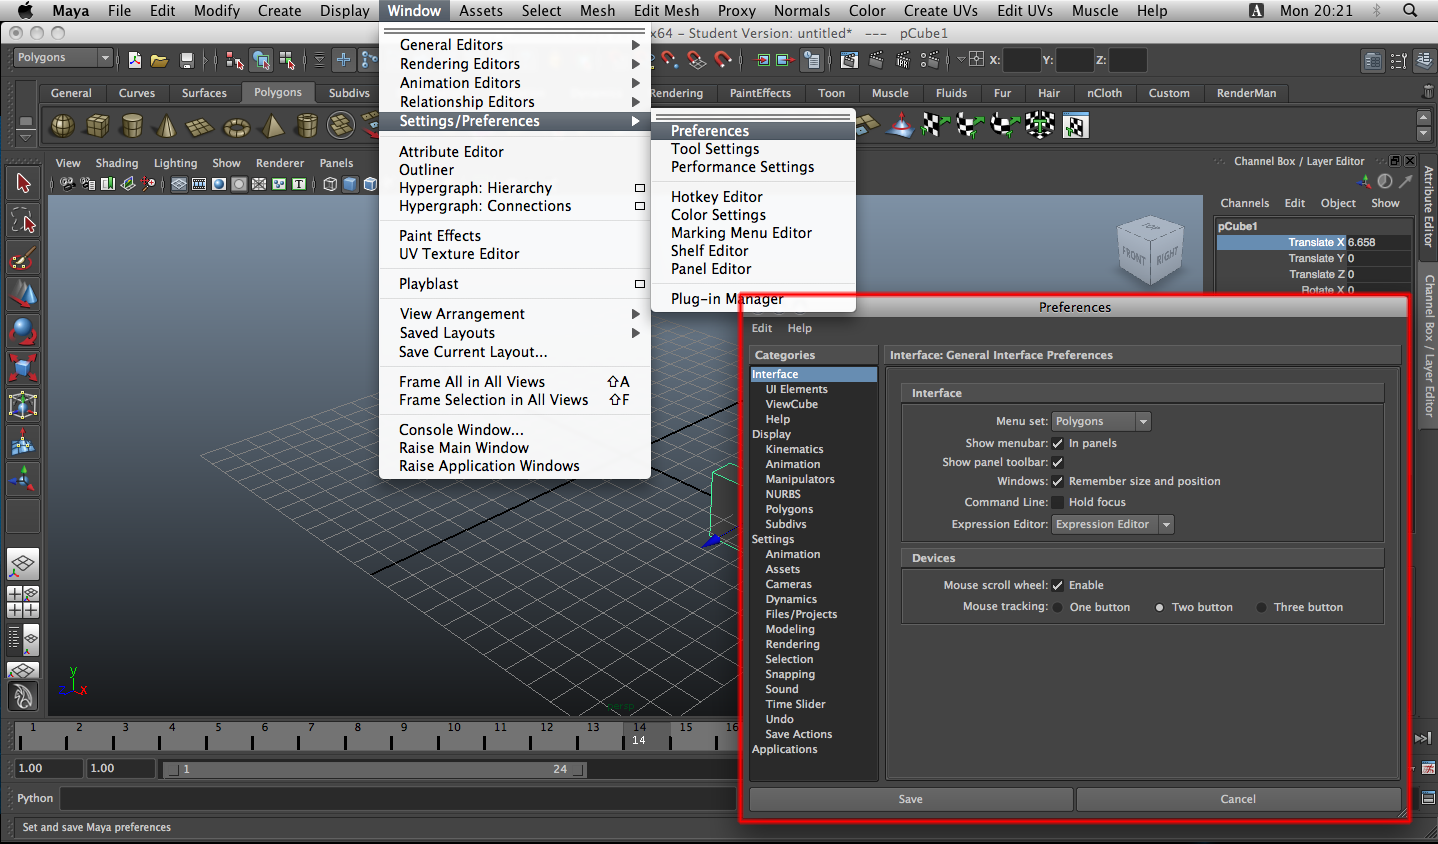 Maya File Edit Modify Create Display Window Assets Select Mesh Edit Mesh Proxy Normals Color Create UVs Edit UVs Muscle Help A Mon 20:21
x64 – Student Version: untitled* --- pCube1
Polygons
X: Y: Z:
General Curves Surfaces Polygons Subdivs Rendering PaintEffects Toon Muscle Fluids Fur Hair nCloth Custom RenderMan
General Editors
Rendering Editors
Animation Editors
Relationship Editors
Settings/Preferences
Attribute Editor
Outliner
Hypergraph: Hierarchy
Hypergraph: Connections
Paint Effects
UV Texture Editor
Playblast
View Arrangement
Saved Layouts
Save Current Layout...
Frame All in All Views ⇧A
Frame Selection in All Views ⇧F
Console Window...
Raise Main Window
Raise Application Windows
Preferences
Tool Settings
Performance Settings
Hotkey Editor
Color Settings
Marking Menu Editor
Shelf Editor
Panel Editor
Plug-in Manager
View Shading Lighting Show Renderer Panels
Channel Box / Layer Editor
Channels Edit Object Show
pCube1
Translate X 6.658
Translate Y 0
Translate Z 0
Rotate X 0
Attribute Editor
Channel Box / Layer Editor
TOP
FRONT
RIGHT
Preferences
Edit Help
Categories
Interface
UI Elements
ViewCube
Help
Display
Kinematics
Animation
Manipulators
NURBS
Polygons
Subdivs
Settings
Animation
Assets
Cameras
Dynamics
Files/Projects
Modeling
Rendering
Selection
Snapping
Sound
Time Slider
Undo
Save Actions
Applications
Interface: General Interface Preferences
Interface
Menu set: Polygons
Show menubar: In panels
Show panel toolbar:
Windows: Remember size and position
Command Line: Hold focus
Expression Editor: Expression Editor
Devices
Mouse scroll wheel: Enable
Mouse tracking: One button Two button Three button
Save Cancel
y
x
persp
1 2 3 4 5 6 7 8 9 10 11 12 13 14 15 16
14
1.00 1.00 1 24
Python
Set and save Maya preferences